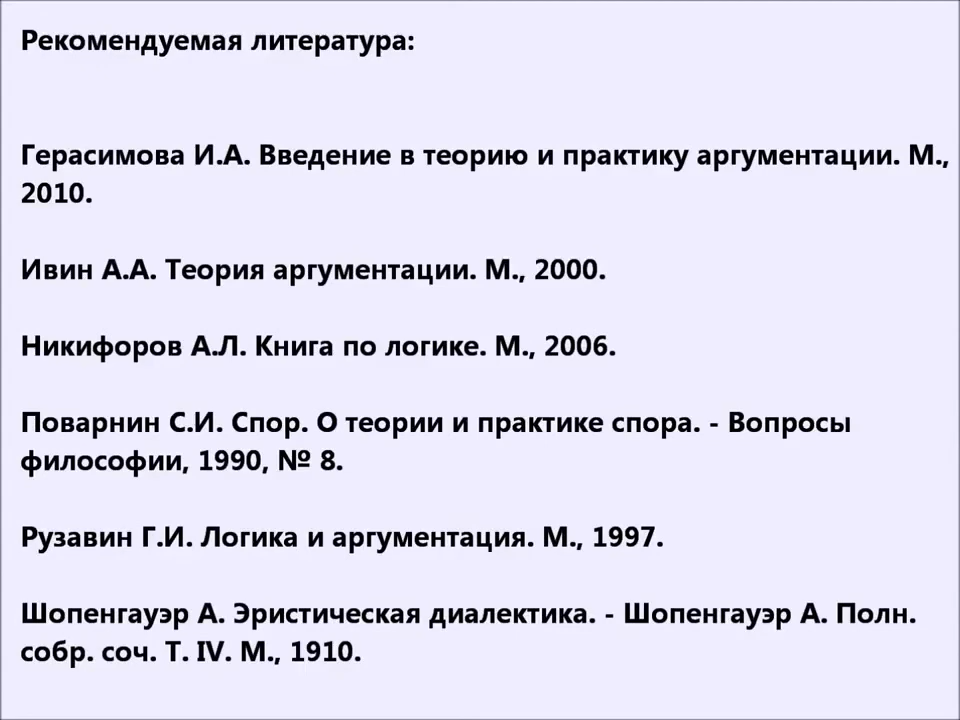 Рекомендуемая литература:
Герасимова И.А. Введение в теорию и практику аргументации. М.,
2010.
Ивин А.А. Теория аргументации. М., 2000.
Никифоров А.Л. Книга по логике. М., 2006.
Поварнин С.И. Спор. О теории и практике спора. - Вопросы
философии, 1990, № 8.
Рузавин Г.И. Логика и аргументация. М., 1997.
Шопенгауэр А. Эристическая диалектика. - Шопенгауэр А. Полн.
собр. соч. Т. IV. М., 1910.